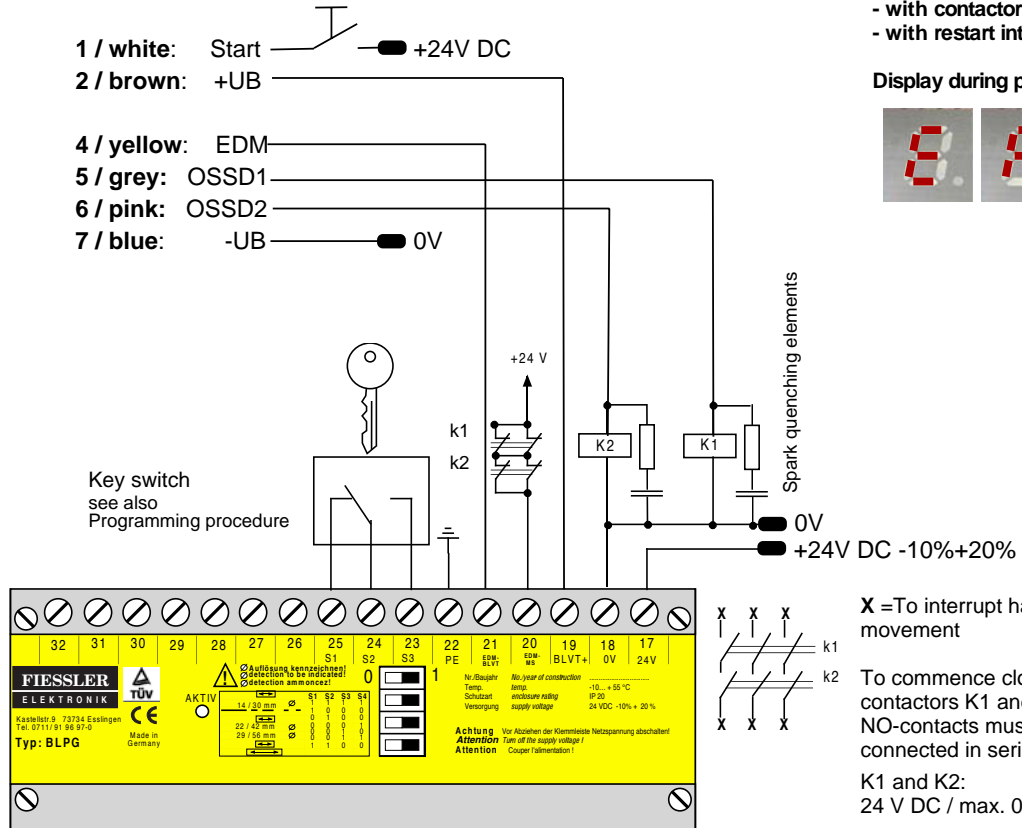 - with contactor
- with restart int
1 / white: Start +24V DC
2 / brown: +UB
Display during p
4 / yellow: EDM
5 / grey: OSSD1
6 / pink: OSSD2
7 / blue: -UB 0V
Spark quenching elements
+24 V
k1
k2
K2
K1
Key switch
see also
Programming procedure
0V
+24V DC -10%+20%
32 31 30 29 28 27 26 25 24 23 22 21 20 19 18 17
S1 S2 S3 PE EDM-BLVT EDM-MS BLVT+ 0V 24V
FIESSLER
ELEKTRONIK
TÜV
CE
Kastellstr.9 73734 Esslingen
Tel. 0711/ 91 96 97-0
Made in
Germany
Typ: BLPG
AKTIV
Ø Auflösung kennzeichnen!
Ø detection to be indicated!
Ø detection ammoncez!
S1 S2 S3 S4
14 / 30 mm Ø
22 / 42 mm Ø
29 / 56 mm Ø
0 1
Nr./Baujahr No./year of construction
Temp. temp. -10... + 55 °C
Schutzart enclosure rating IP 20
Versorgung supply voltage 24 VDC -10% + 20 %
Achtung Vor Abziehen der Klemmleiste Netzspannung abschalten!
Attention Turn off the supply voltage !
Attention Couper l'alimentation !
X X X
k1
k2
X X X
X =To interrupt ha
movement
To commence clo
contactors K1 and
NO-contacts mus
connected in seri
K1 and K2:
24 V DC / max. 0